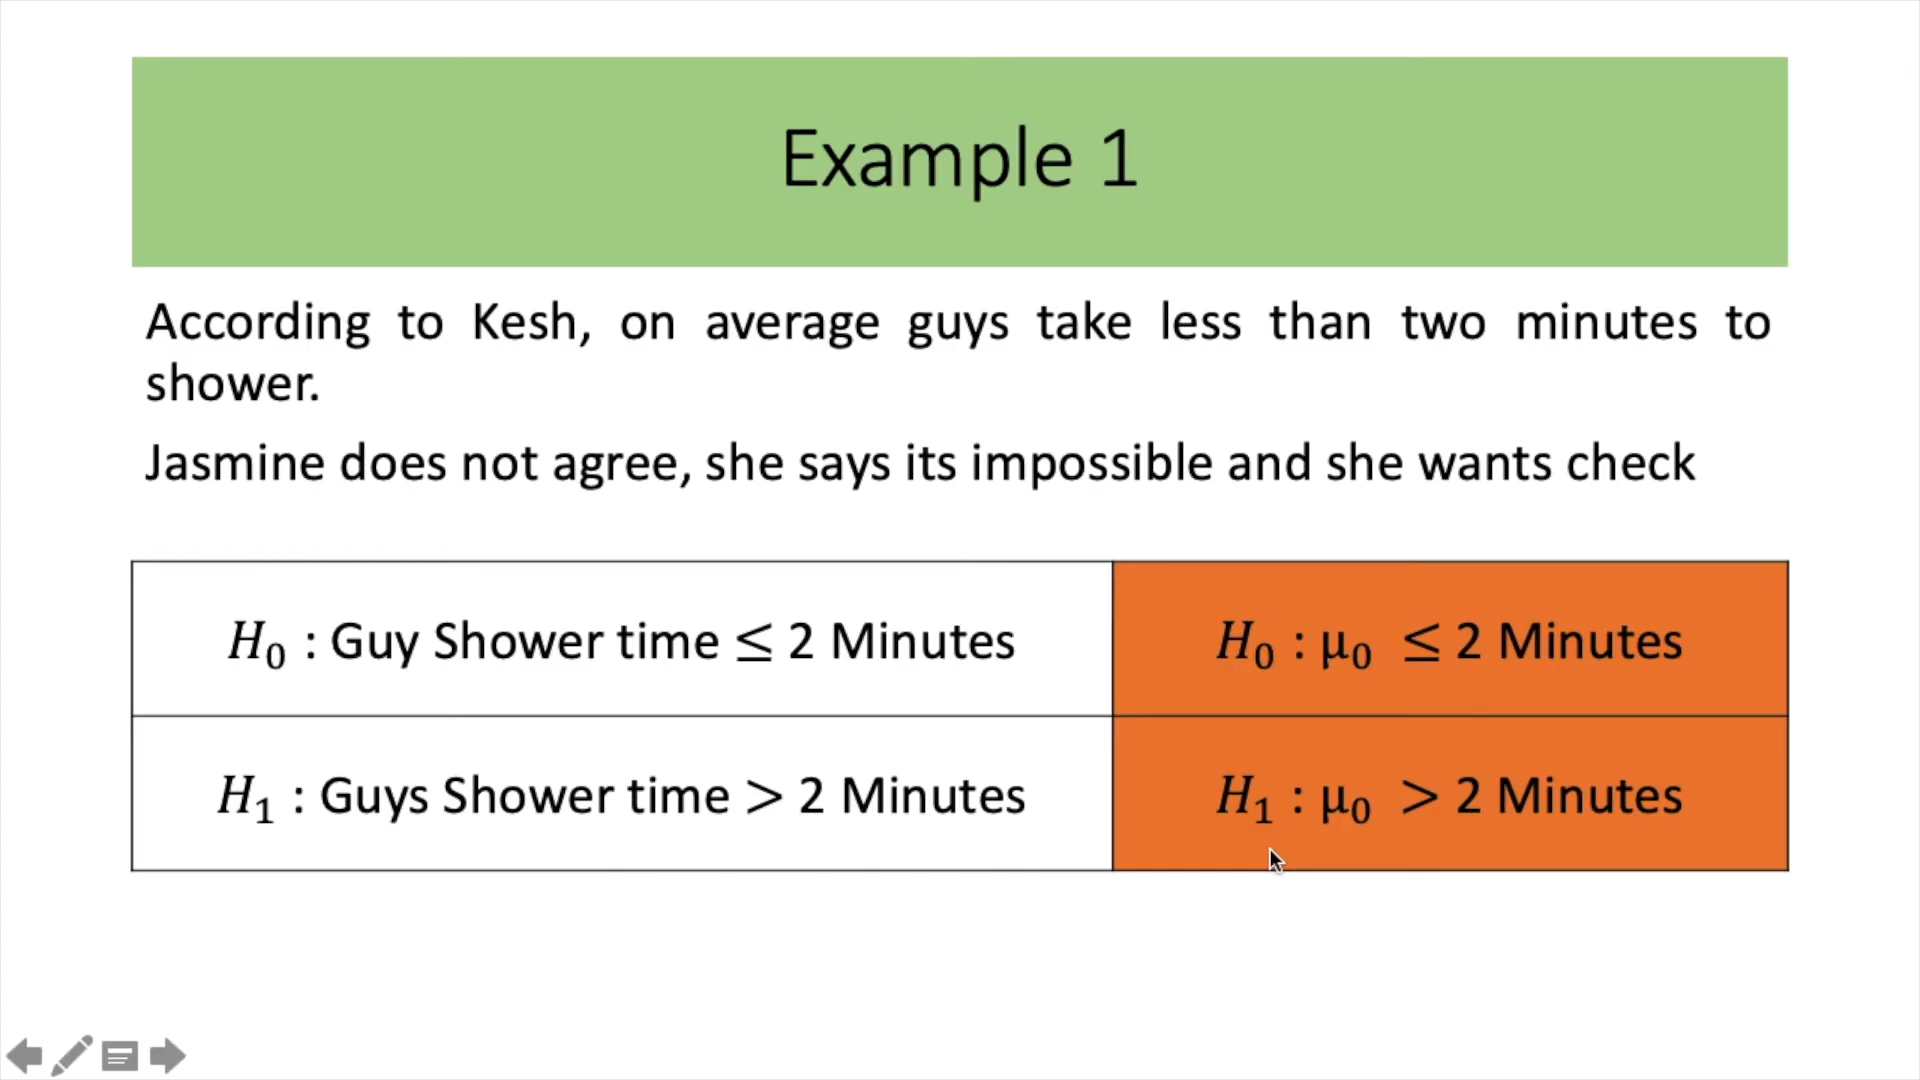 Example 1
According to Kesh, on average guys take less than two minutes to
shower.
Jasmine does not agree, she says its impossible and she wants check
H₀ : Guy Shower time ≤ 2 Minutes
H₀ : µ₀ ≤ 2 Minutes
H₁ : Guys Shower time > 2 Minutes
H₁ : µ₀ > 2 Minutes